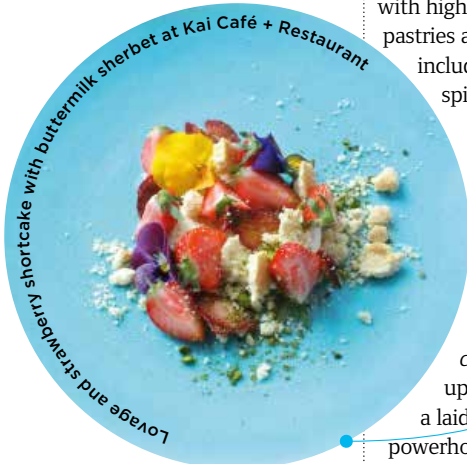 Lovage and strawberry shortcake with buttermilk sherbet at Kai Café + Restaurant
with high
pastries a
includ
spi
up
a laid
powerho